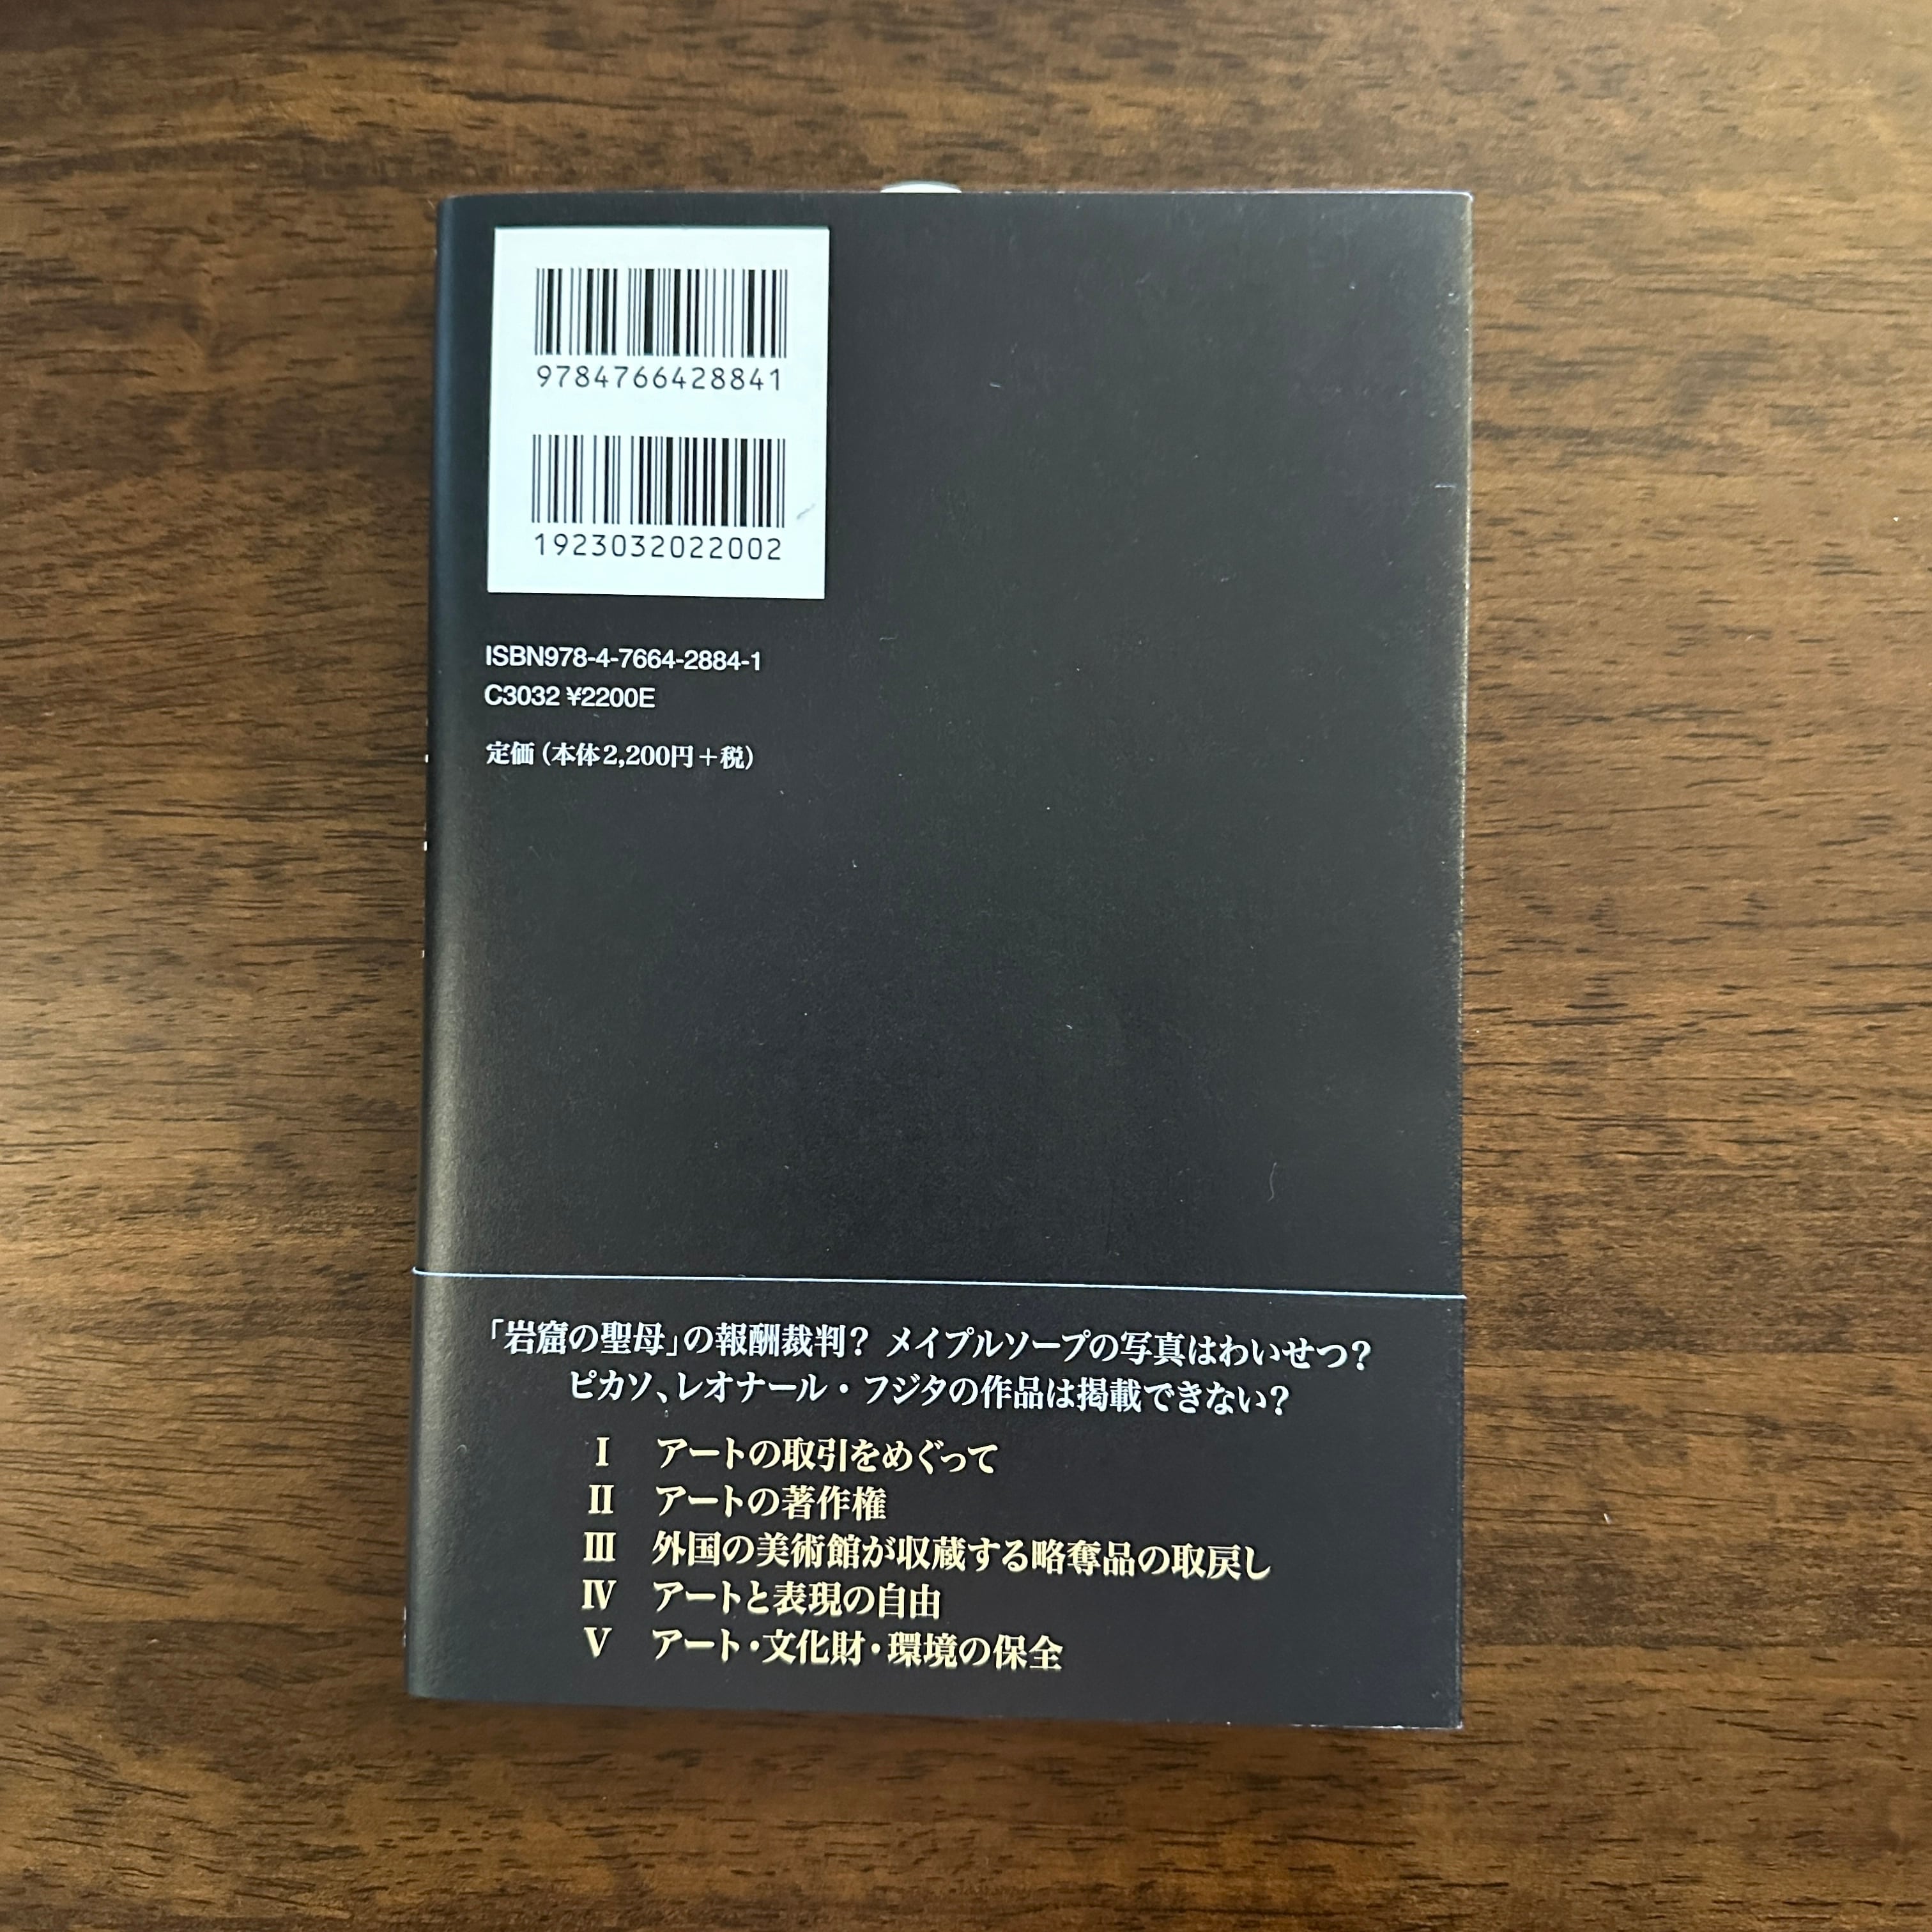 9784766428841
1923032022002
ISBN978-4-7664-2884-1
C3032 ¥2200E
定価（本体2,200円＋税）
「岩窟の聖母」の報酬裁判？ メイプルソープの写真はわいせつ？
ピカソ、レオナール・フジタの作品は掲載できない？
Ⅰ アートの取引をめぐって
Ⅱ アートの著作権
Ⅲ 外国の美術館が収蔵する略奪品の取戻し
Ⅳ アートと表現の自由
Ⅴ アート・文化財・環境の保全